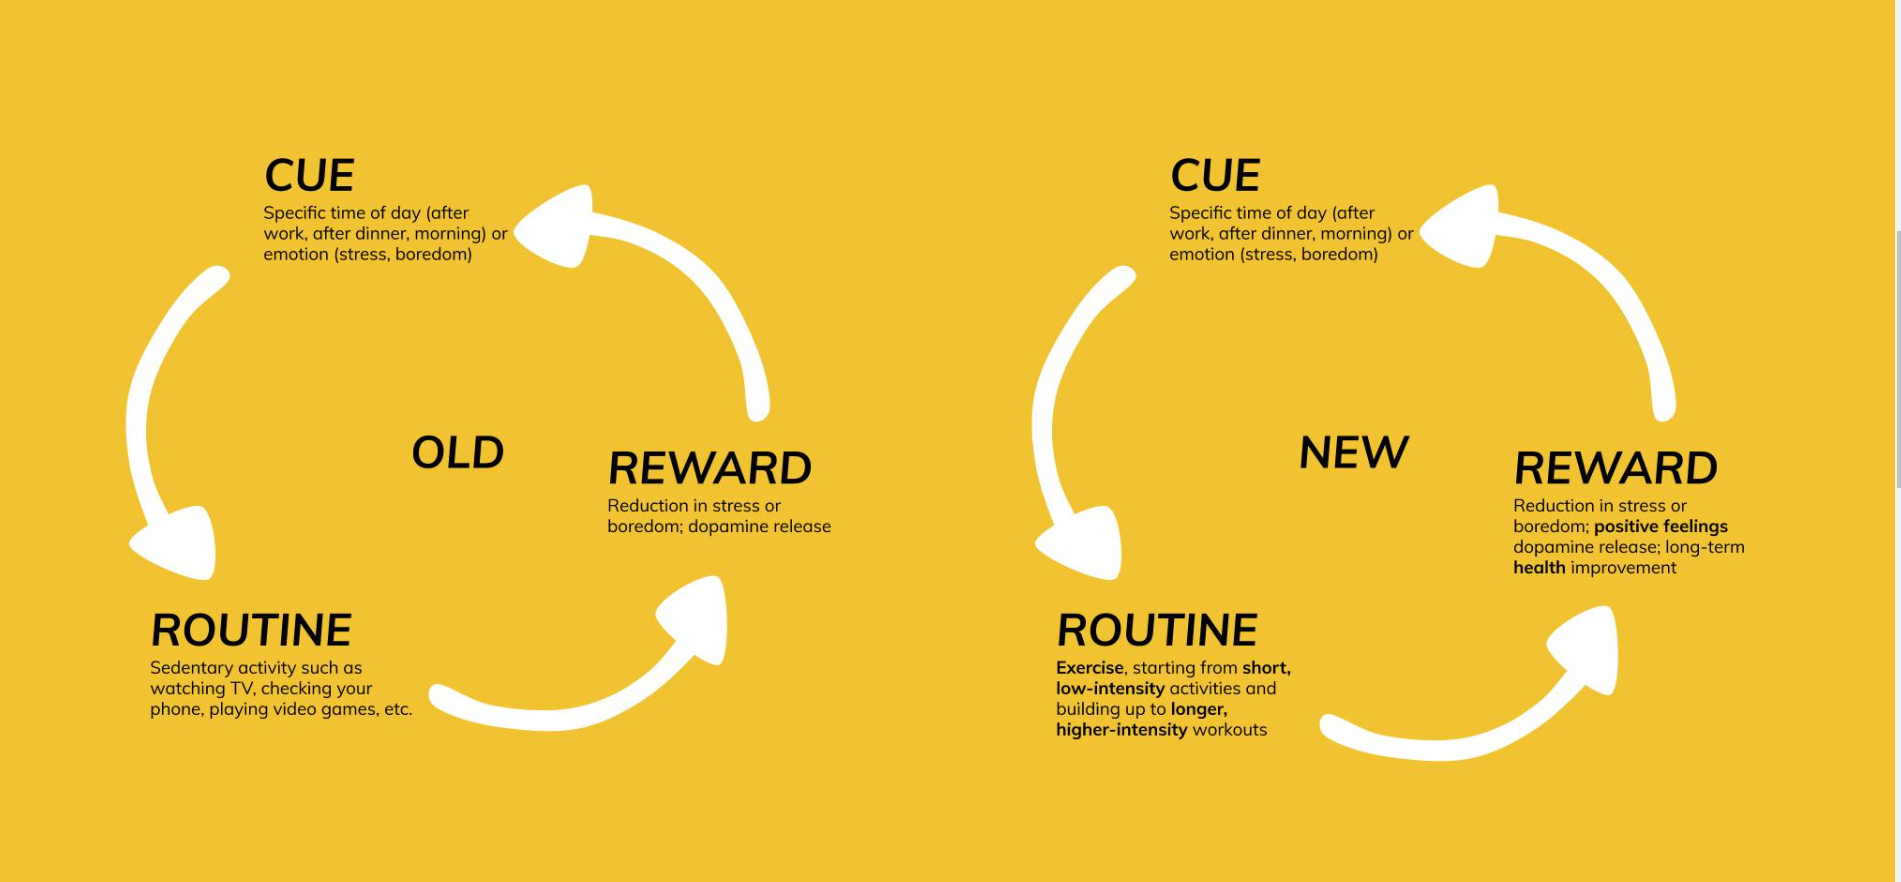 CUE
Specific time of day (after
work, after dinner, morning) or
emotion (stress, boredom)
OLD
REWARD
Reduction in stress or
boredom; dopamine release
ROUTINE
Sedentary activity such as
watching TV, checking your
phone, playing video games, etc.
CUE
Specific time of day (after
work, after dinner, morning) or
emotion (stress, boredom)
NEW
REWARD
Reduction in stress or
boredom; positive feelings
dopamine release; long-term
health improvement
ROUTINE
Exercise, starting from short,
low-intensity activities and
building up to longer,
higher-intensity workouts